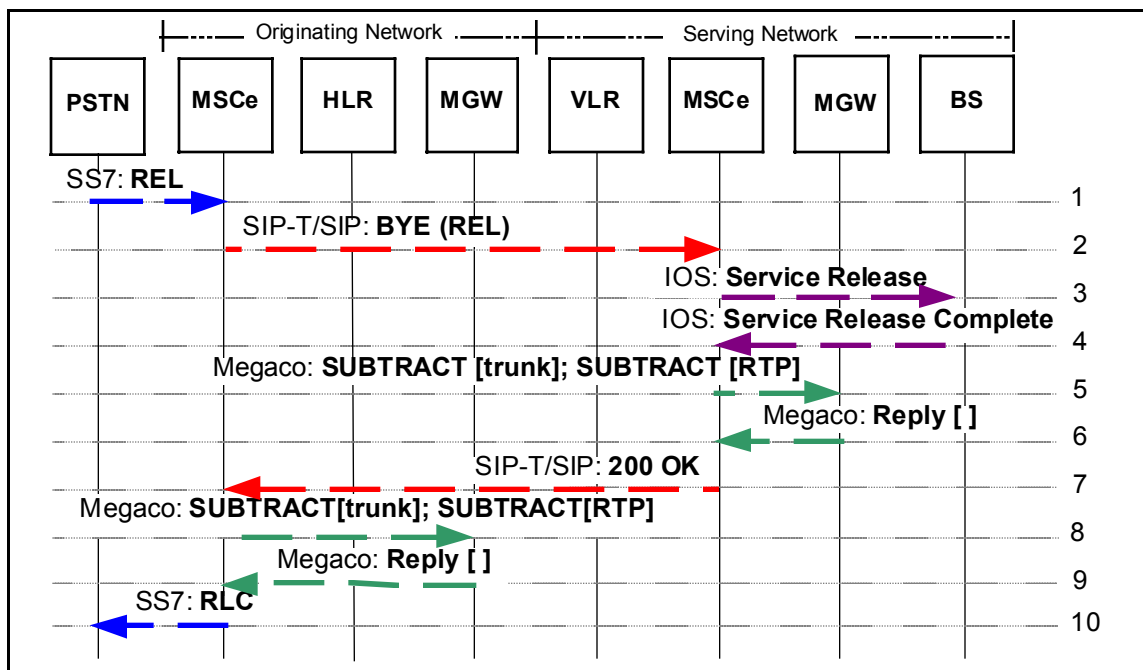 Originating Network Serving Network
PSTN MSCe HLR MGW VLR MSCe MGW BS
SS7: REL
1
SIP-T/SIP: BYE (REL)
2
IOS: Service Release
3
IOS: Service Release Complete
4
Megaco: SUBTRACT [trunk]; SUBTRACT [RTP]
5
Megaco: Reply [ ]
6
SIP-T/SIP: 200 OK
7
Megaco: SUBTRACT[trunk]; SUBTRACT[RTP]
8
Megaco: Reply [ ]
9
SS7: RLC
10